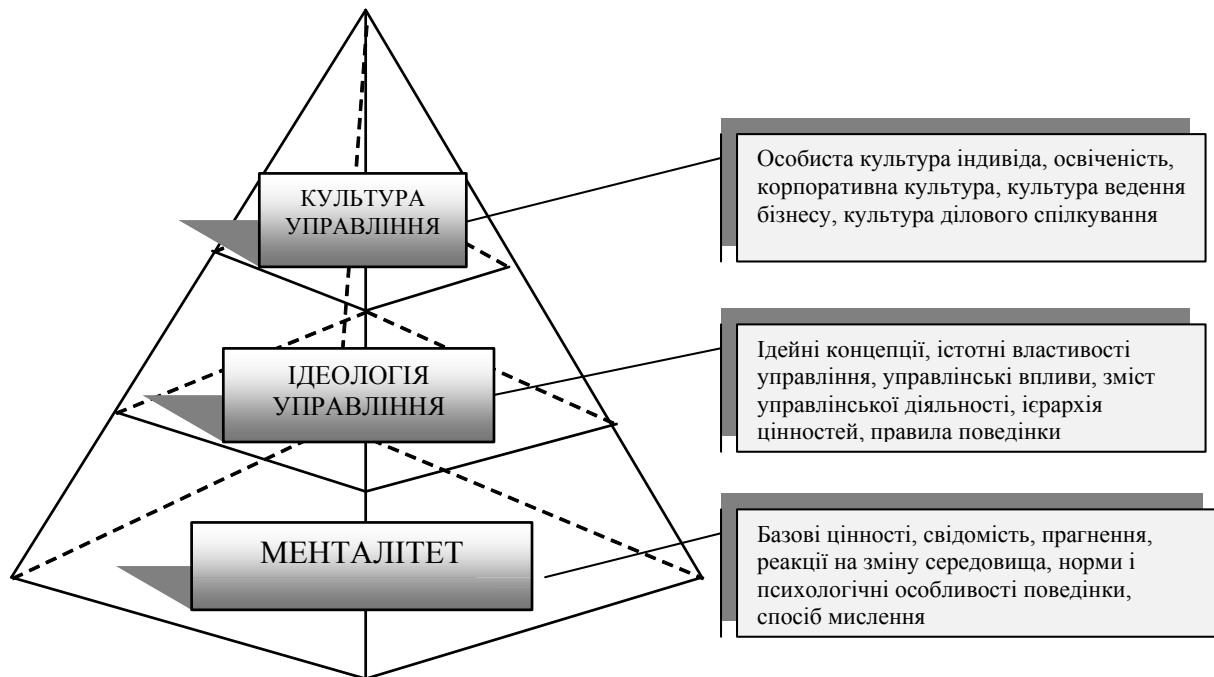 КУЛЬТУРА
УПРАВЛІННЯ
Особиста культура індивіда, освіченість,
корпоративна культура, культура ведення
бізнесу, культура ділового спілкування
ІДЕОЛОГІЯ
УПРАВЛІННЯ
Ідейні концепції, істотні властивості
управління, управлінські впливи, зміст
управлінської діяльності, ієрархія
цінностей, правила поведінки
МЕНТАЛІТЕТ
Базові цінності, свідомість, прагнення,
реакції на зміну середовища, норми і
психологічні особливості поведінки,
спосіб мислення